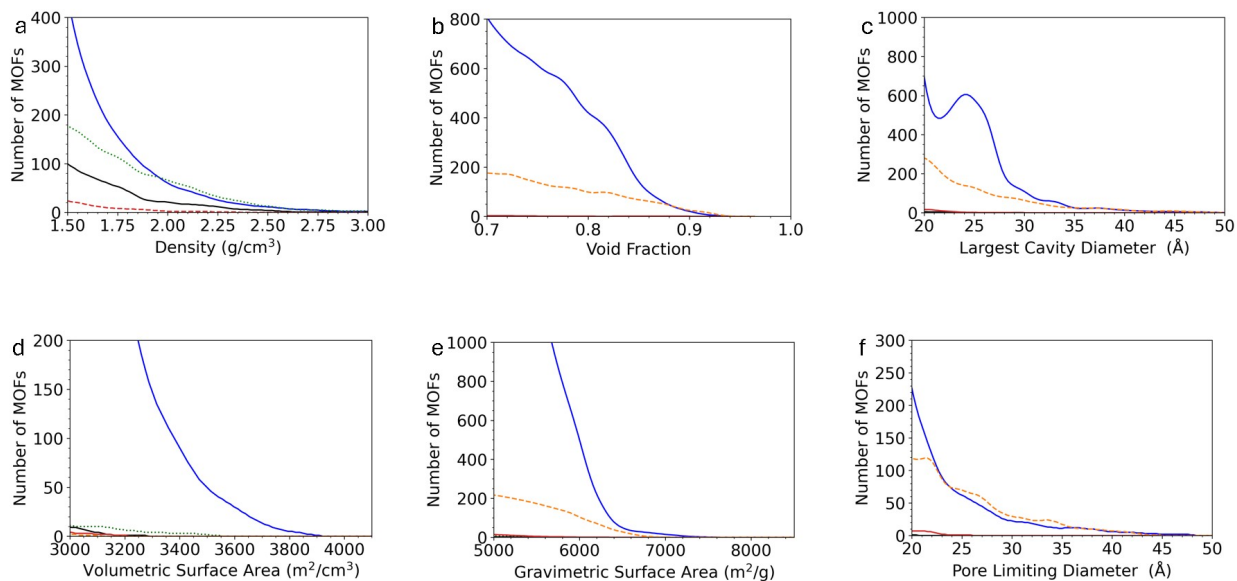 a
400
300
200
100
0
Number of MOFs
1.50 1.75 2.00 2.25 2.50 2.75 3.00
Density (g/cm³)
b
800
600
400
200
0
Number of MOFs
0.7 0.8 0.9 1.0
Void Fraction
c
1000
800
600
400
200
0
Number of MOFs
20 25 30 35 40 45 50
Largest Cavity Diameter (Å)
d
200
150
100
50
0
Number of MOFs
3000 3200 3400 3600 3800 4000
Volumetric Surface Area (m²/cm³)
e
1000
800
600
400
200
0
Number of MOFs
5000 6000 7000 8000
Gravimetric Surface Area (m²/g)
f
300
250
200
150
100
50
0
Number of MOFs
20 25 30 35 40 45 50
Pore Limiting Diameter (Å)